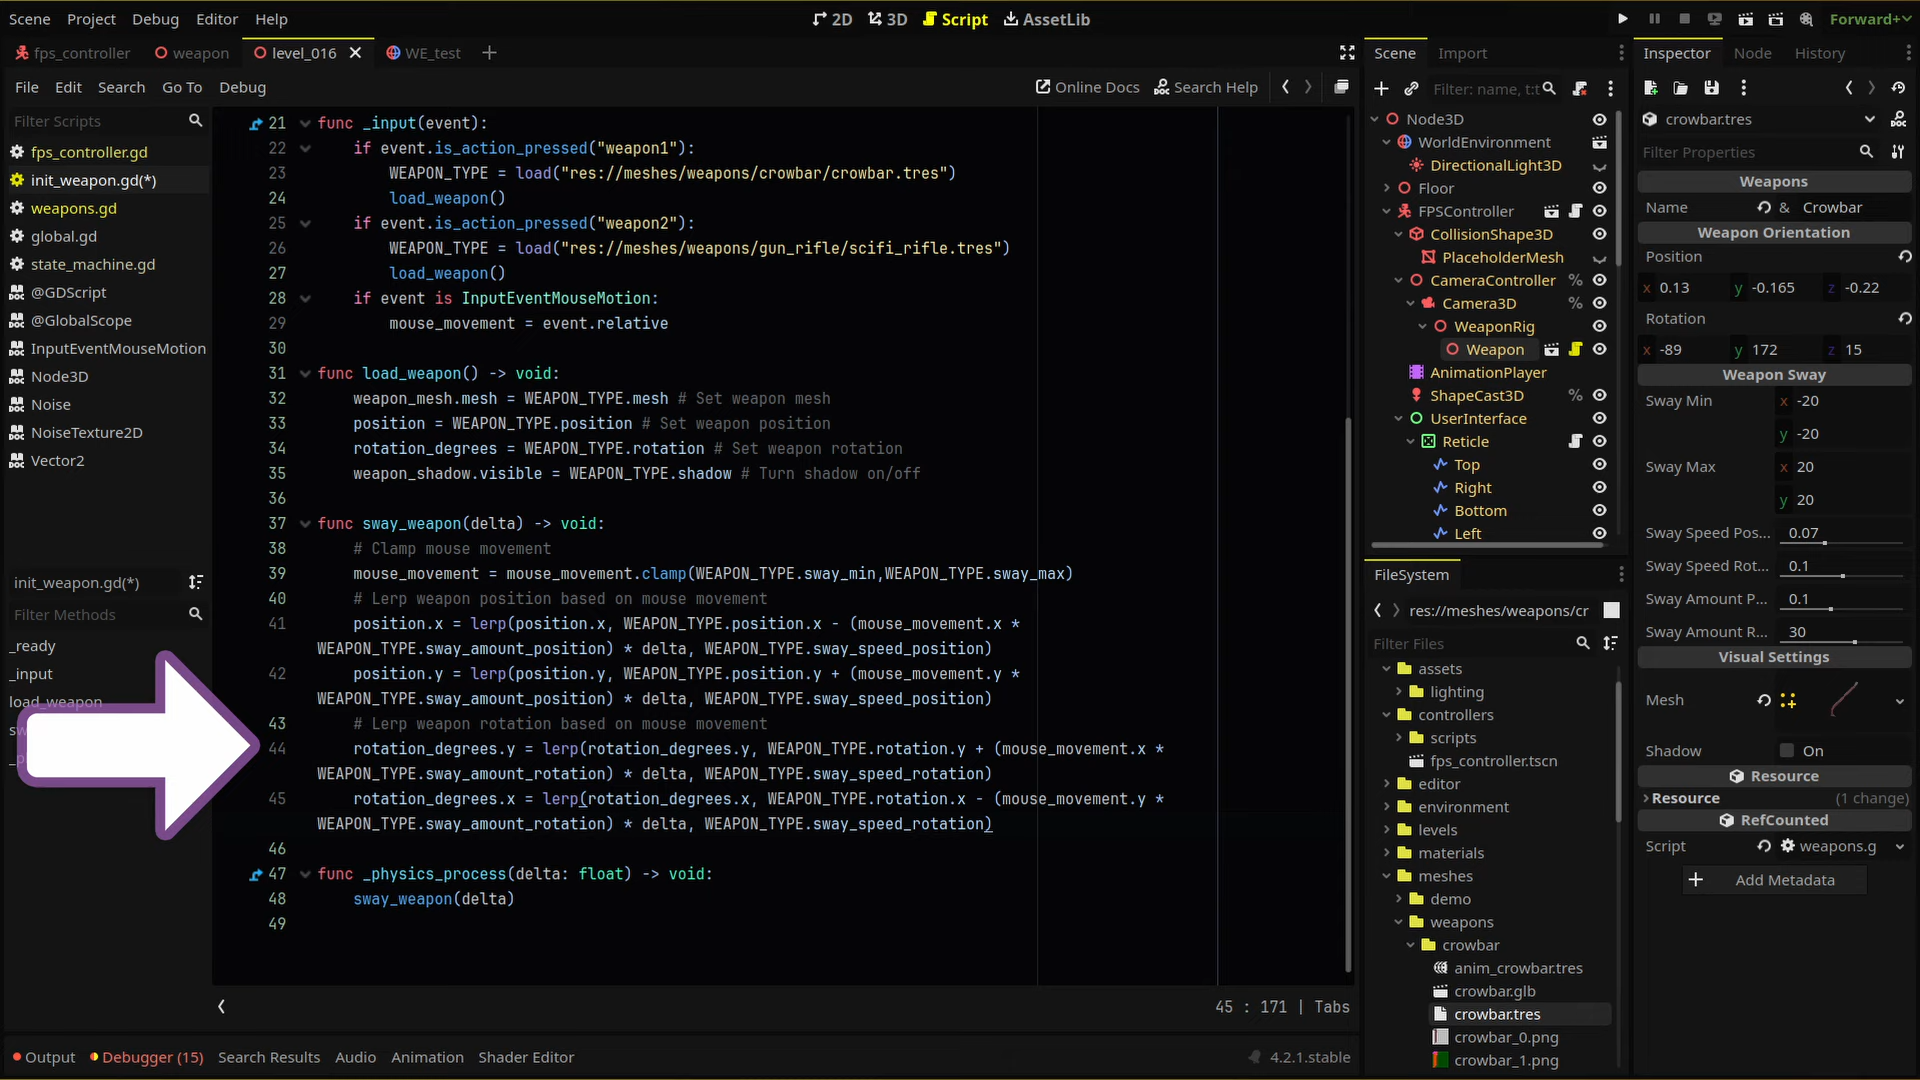 Scene Project Debug Editor Help
2D 3D Script AssetLib
Forward+
fps_controller weapon level_016 WE_test
File Edit Search Go To Debug
Online Docs Search Help
Filter Scripts
fps_controller.gd
init_weapon.gd(*)
weapons.gd
global.gd
state_machine.gd
@GDScript
@GlobalScope
InputEventMouseMotion
Node3D
Noise
NoiseTexture2D
Vector2
init_weapon.gd(*)
Filter Methods
_ready
_input
load_weapon
21 func _input(event):
22 if event.is_action_pressed("weapon1"):
23 WEAPON_TYPE = load("res://meshes/weapons/crowbar/crowbar.tres")
24 load_weapon()
25 if event.is_action_pressed("weapon2"):
26 WEAPON_TYPE = load("res://meshes/weapons/gun_rifle/scifi_rifle.tres")
27 load_weapon()
28 if event is InputEventMouseMotion:
29 mouse_movement = event.relative
30
31 func load_weapon() -> void:
32 weapon_mesh.mesh = WEAPON_TYPE.mesh # Set weapon mesh
33 position = WEAPON_TYPE.position # Set weapon position
34 rotation_degrees = WEAPON_TYPE.rotation # Set weapon rotation
35 weapon_shadow.visible = WEAPON_TYPE.shadow # Turn shadow on/off
36
37 func sway_weapon(delta) -> void:
38 # Clamp mouse movement
39 mouse_movement = mouse_movement.clamp(WEAPON_TYPE.sway_min,WEAPON_TYPE.sway_max)
40 # Lerp weapon position based on mouse movement
41 position.x = lerp(position.x, WEAPON_TYPE.position.x - (mouse_movement.x *
WEAPON_TYPE.sway_amount_position) * delta, WEAPON_TYPE.sway_speed_position)
42 position.y = lerp(position.y, WEAPON_TYPE.position.y + (mouse_movement.y *
WEAPON_TYPE.sway_amount_position) * delta, WEAPON_TYPE.sway_speed_position)
43 # Lerp weapon rotation based on mouse movement
44 rotation_degrees.y = lerp(rotation_degrees.y, WEAPON_TYPE.rotation.y + (mouse_movement.x *
WEAPON_TYPE.sway_amount_rotation) * delta, WEAPON_TYPE.sway_speed_rotation)
45 rotation_degrees.x = lerp(rotation_degrees.x, WEAPON_TYPE.rotation.x - (mouse_movement.y *
WEAPON_TYPE.sway_amount_rotation) * delta, WEAPON_TYPE.sway_speed_rotation)
46
47 func _physics_process(delta: float) -> void:
48 sway_weapon(delta)
49
45 : 171 | Tabs
Output Debugger (15) Search Results Audio Animation Shader Editor
4.2.1.stable
Scene Import
Filter: name, t:t
Node3D
WorldEnvironment
DirectionalLight3D
Floor
FPSController
CollisionShape3D
PlaceholderMesh
CameraController %
Camera3D %
WeaponRig
Weapon
AnimationPlayer
ShapeCast3D %
UserInterface
Reticle
Top
Right
Bottom
Left
FileSystem
res://meshes/weapons/cr
Filter Files
assets
lighting
controllers
scripts
fps_controller.tscn
editor
environment
levels
materials
meshes
demo
weapons
crowbar
anim_crowbar.tres
crowbar.glb
crowbar.tres
crowbar_0.png
crowbar_1.png
Inspector Node History
crowbar.tres
Filter Properties
Weapons
Name & Crowbar
Weapon Orientation
Position
x 0.13 y -0.165 z -0.22
Rotation
x -89 y 172 z 15
Weapon Sway
Sway Min x -20
y -20
Sway Max x 20
y 20
Sway Speed Pos... 0.07
Sway Speed Rot... 0.1
Sway Amount P... 0.1
Sway Amount R... 30
Visual Settings
Mesh
Shadow On
Resource
Resource (1 change)
RefCounted
Script weapons.g
Add Metadata